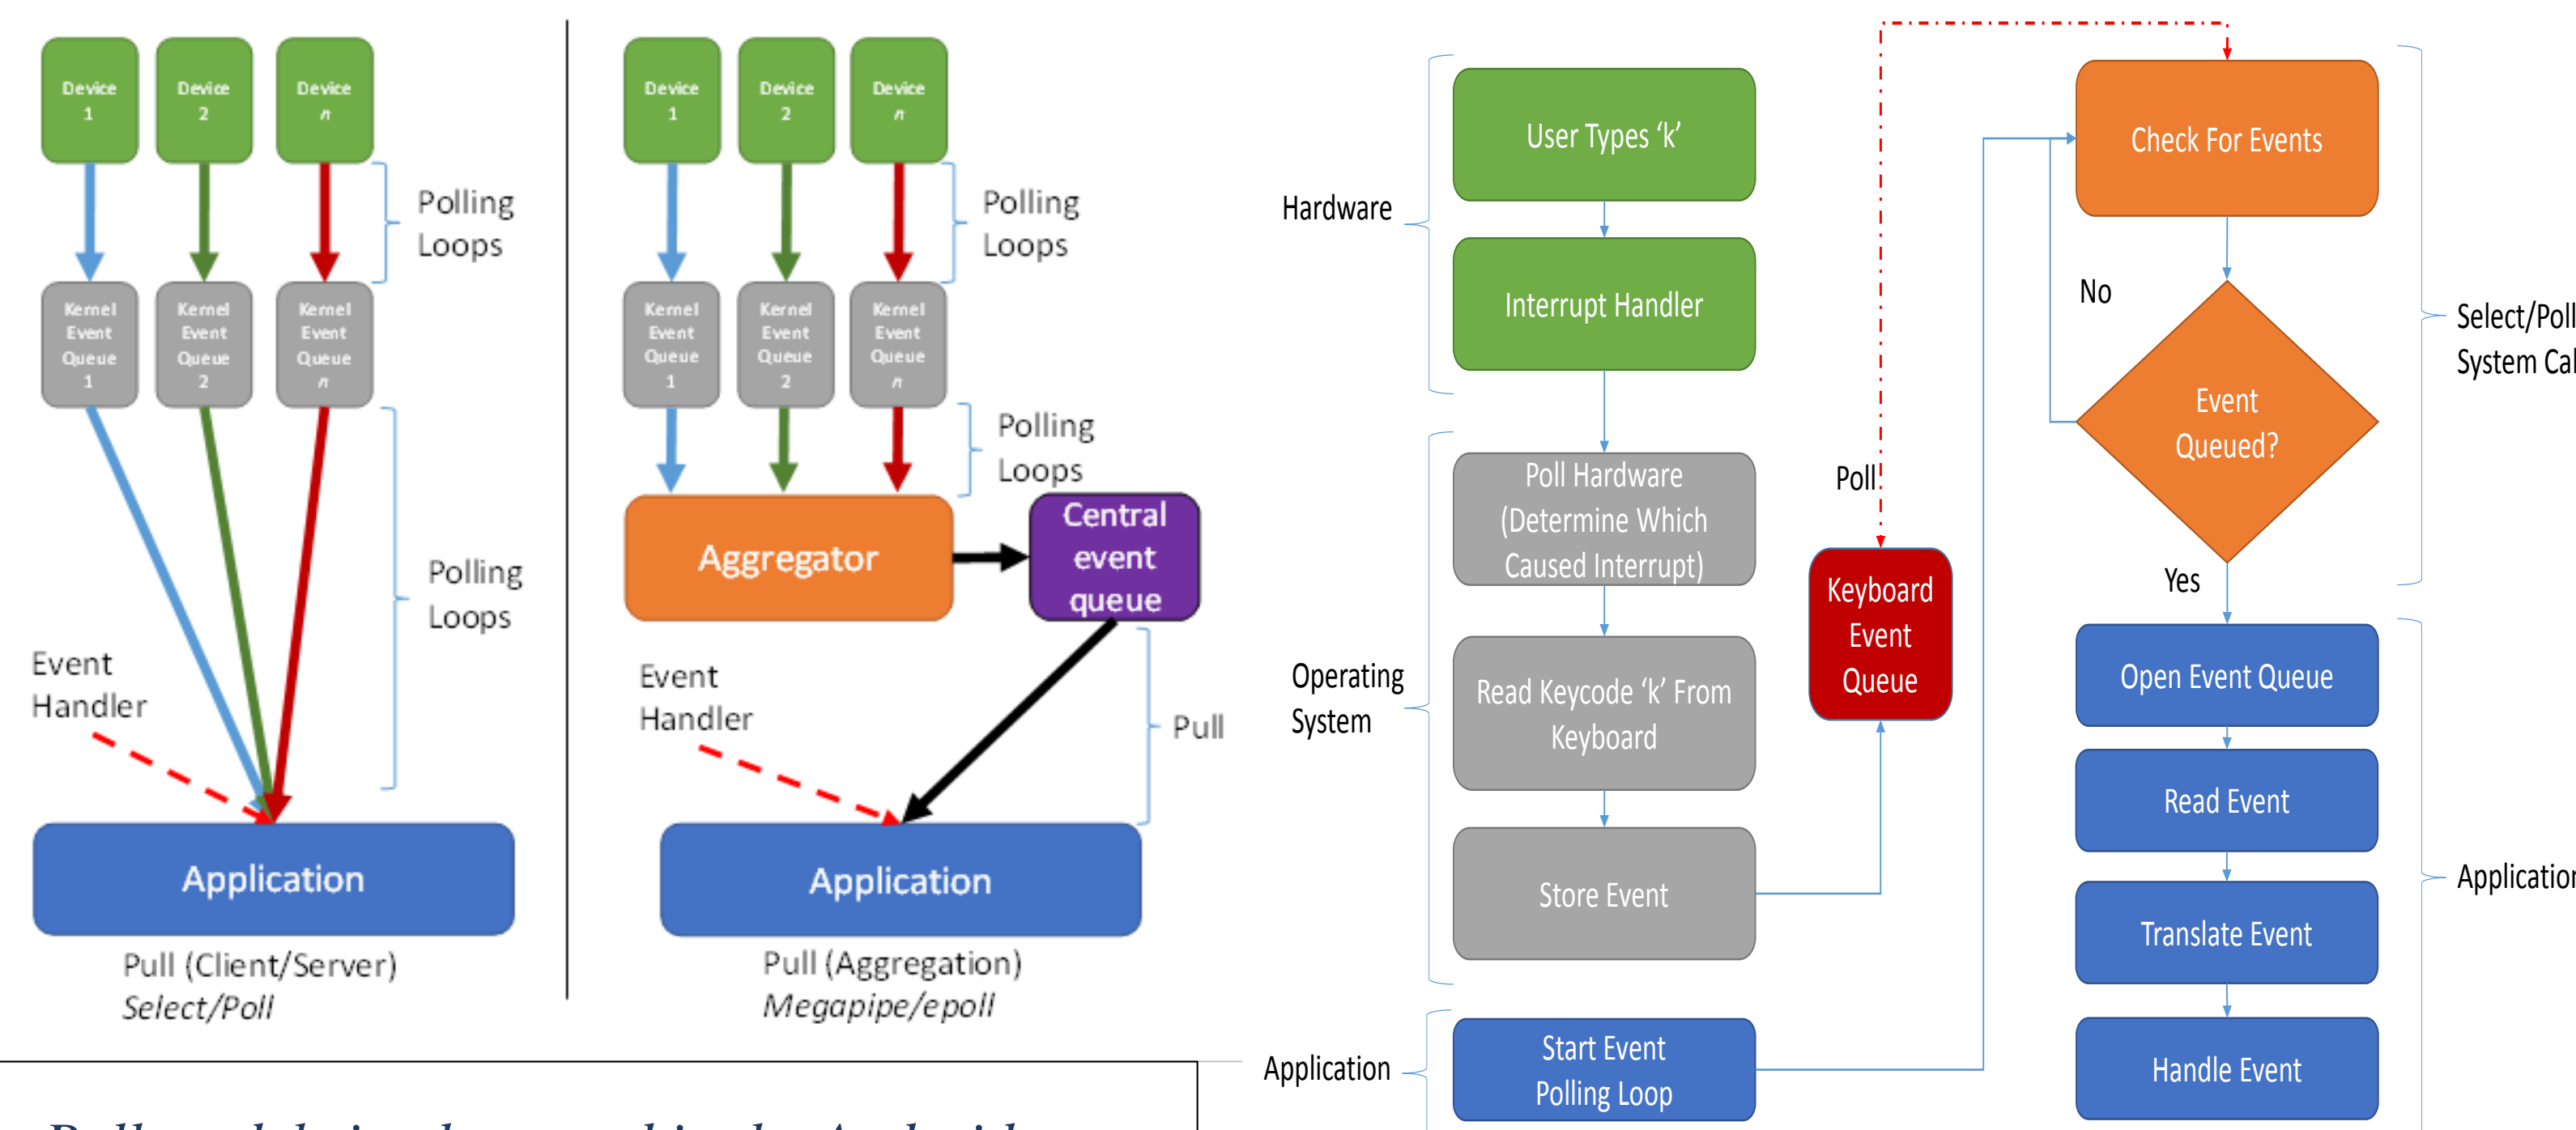 Device
1
Device
2
Device
n
Polling
Loops
Kernel
Event
Queue
1
Kernel
Event
Queue
2
Kernel
Event
Queue
n
Polling
Loops
Event
Handler
Application
Pull (Client/Server)
Select/Poll
Device
1
Device
2
Device
n
Polling
Loops
Kernel
Event
Queue
1
Kernel
Event
Queue
2
Kernel
Event
Queue
n
Polling
Loops
Aggregator
Central
event
queue
Event
Handler
Pull
Application
Pull (Aggregation)
Megapipe/epoll
Hardware
User Types ‘k’
Interrupt Handler
Operating
System
Poll Hardware
(Determine Which
Caused Interrupt)
Read Keycode ‘k’ From
Keyboard
Store Event
Application
Start Event
Polling Loop
Poll
Keyboard
Event
Queue
Check For Events
No
Event
Queued?
Yes
Select/Poll
System Cal
Open Event Queue
Read Event
Translate Event
Handle Event
Application